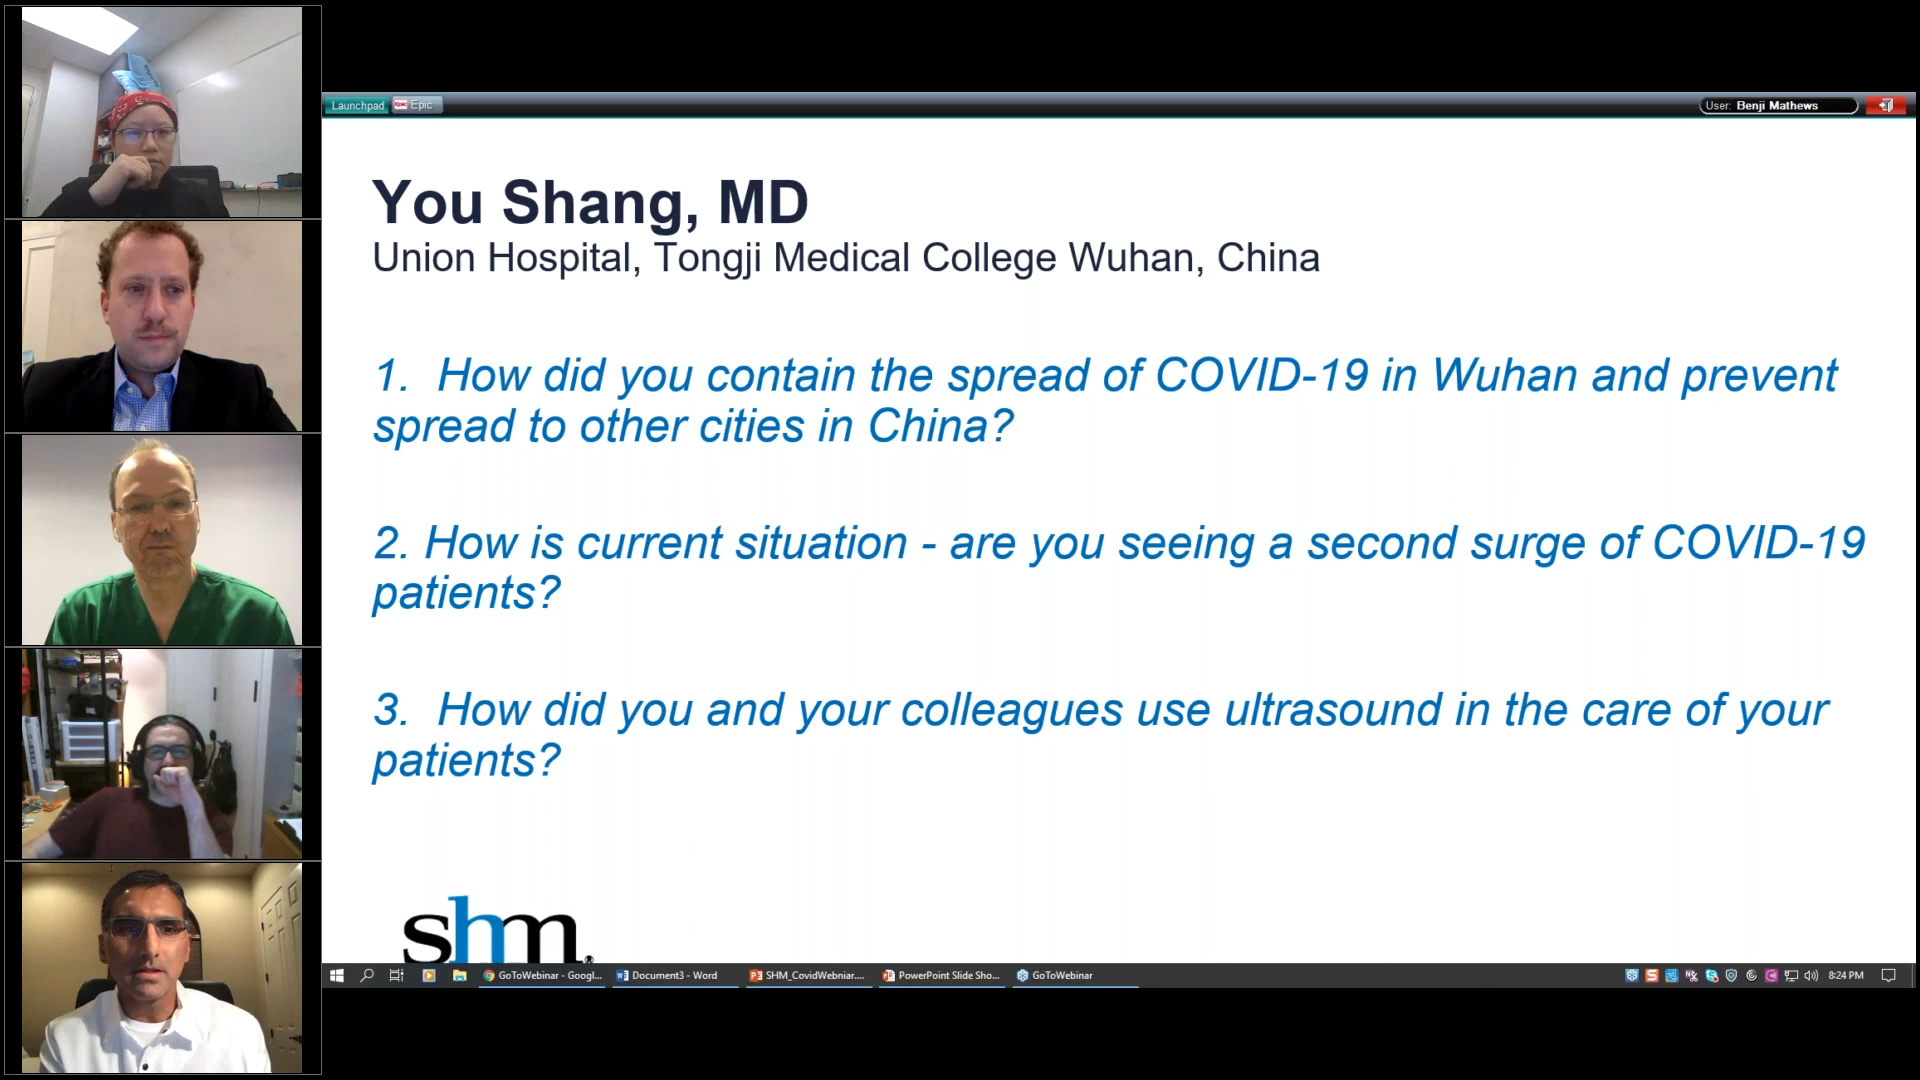 Launchpad Epic Epic User: Benji Mathews
You Shang, MD
Union Hospital, Tongji Medical College Wuhan, China
1. How did you contain the spread of COVID-19 in Wuhan and prevent
spread to other cities in China?
2. How is current situation - are you seeing a second surge of COVID-19
patients?
3. How did you and your colleagues use ultrasound in the care of your
patients?
shm
GoToWebinar - Googl... Document3 - Word SHM_CovidWebniar.... PowerPoint Slide Sho... GoToWebinar 8:24 PM